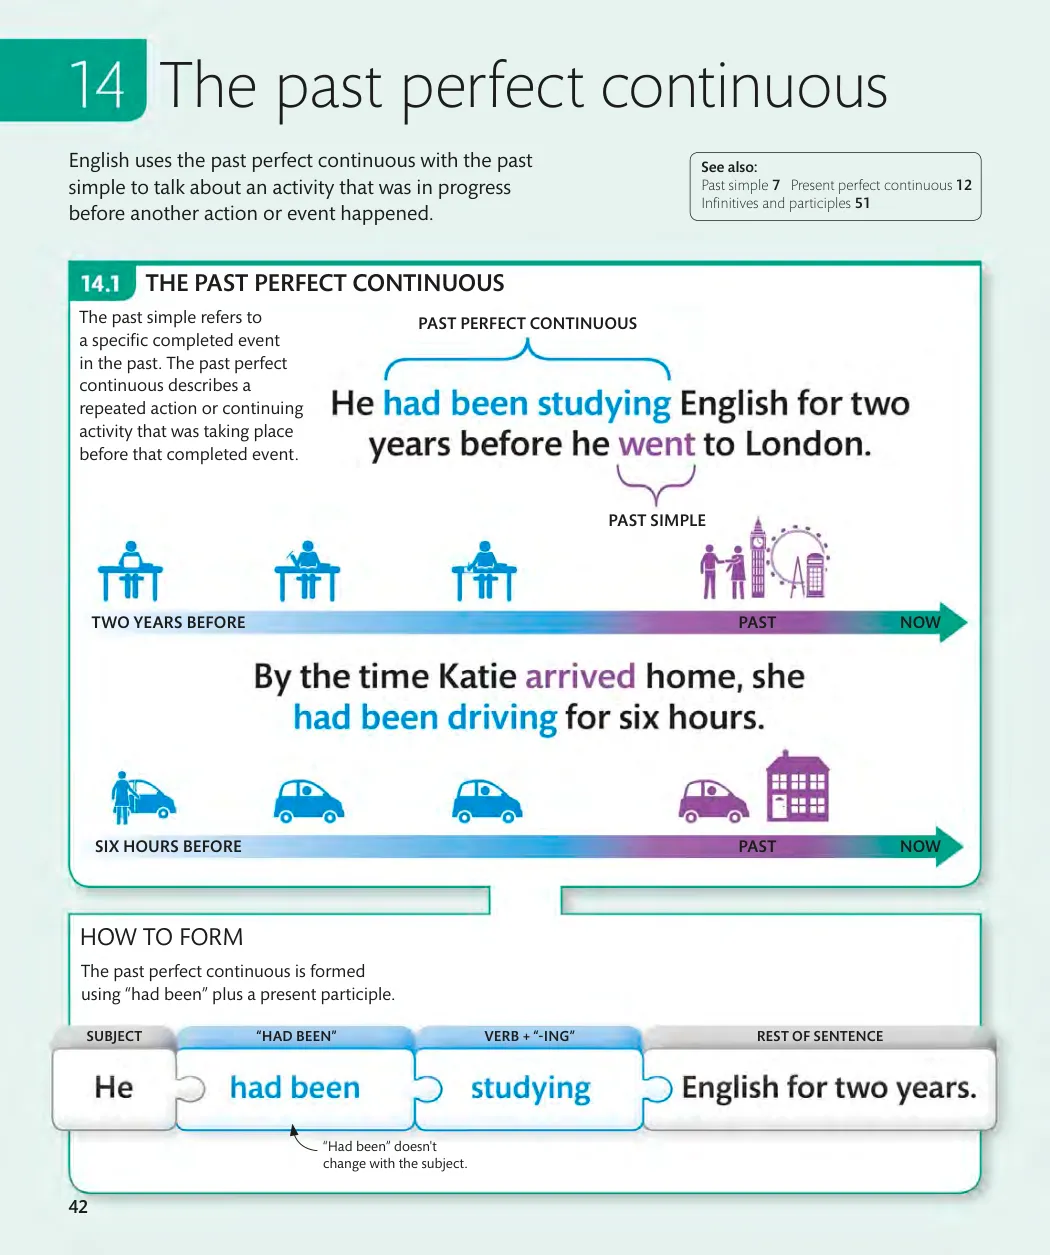 14 The past perfect continuous
English uses the past perfect continuous with the past
simple to talk about an activity that was in progress
before another action or event happened.
See also:
Past simple 7 Present perfect continuous 12
Infinitives and participles 51
14.1 THE PAST PERFECT CONTINUOUS
The past simple refers to
a specific completed event
in the past. The past perfect
continuous describes a
repeated action or continuing
activity that was taking place
before that completed event.
PAST PERFECT CONTINUOUS
He had been studying English for two
years before he went to London.
PAST SIMPLE
TWO YEARS BEFORE PAST NOW
By the time Katie arrived home, she
had been driving for six hours.
SIX HOURS BEFORE PAST NOW
HOW TO FORM
The past perfect continuous is formed
using “had been” plus a present participle.
SUBJECT “HAD BEEN” VERB + “-ING” REST OF SENTENCE
He had been studying English for two years.
“Had been” doesn't
change with the subject.
42